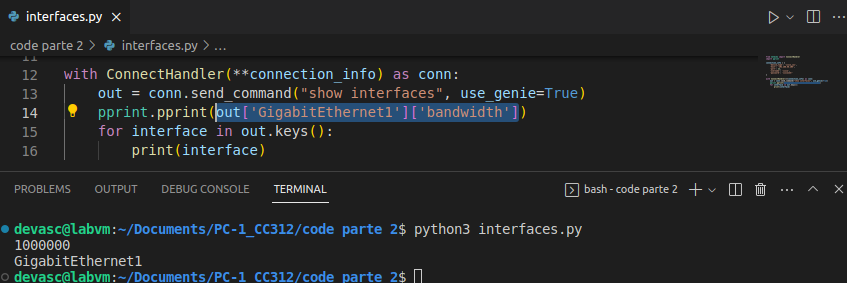 interfaces.py ×
code parte 2 > interfaces.py > ...
11
12 with ConnectHandler(**connection_info) as conn:
13     out = conn.send_command("show interfaces", use_genie=True)
14     pprint.pprint(out['GigabitEthernet1']['bandwidth'])
15     for interface in out.keys():
16         print(interface)
PROBLEMS OUTPUT DEBUG CONSOLE TERMINAL bash - code parte 2
devasc@labvm:~/Documents/PC-1_CC312/code parte 2$ python3 interfaces.py
1000000
GigabitEthernet1
devasc@labvm:~/Documents/PC-1_CC312/code parte 2$